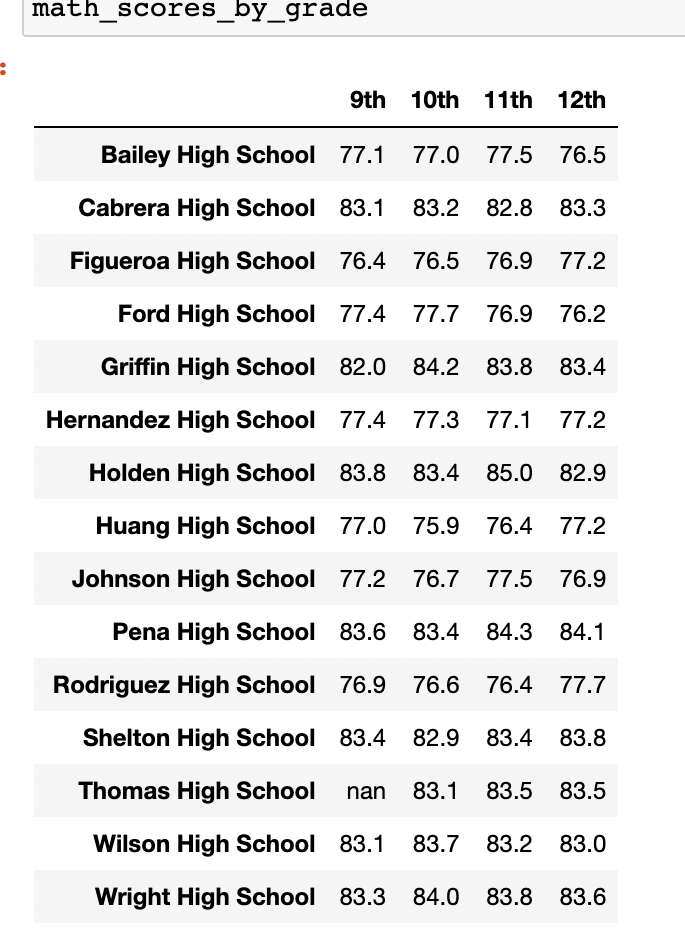 math_scores_by_grade
:
9th 10th 11th 12th
Bailey High School 77.1 77.0 77.5 76.5
Cabrera High School 83.1 83.2 82.8 83.3
Figueroa High School 76.4 76.5 76.9 77.2
Ford High School 77.4 77.7 76.9 76.2
Griffin High School 82.0 84.2 83.8 83.4
Hernandez High School 77.4 77.3 77.1 77.2
Holden High School 83.8 83.4 85.0 82.9
Huang High School 77.0 75.9 76.4 77.2
Johnson High School 77.2 76.7 77.5 76.9
Pena High School 83.6 83.4 84.3 84.1
Rodriguez High School 76.9 76.6 76.4 77.7
Shelton High School 83.4 82.9 83.4 83.8
Thomas High School nan 83.1 83.5 83.5
Wilson High School 83.1 83.7 83.2 83.0
Wright High School 83.3 84.0 83.8 83.6